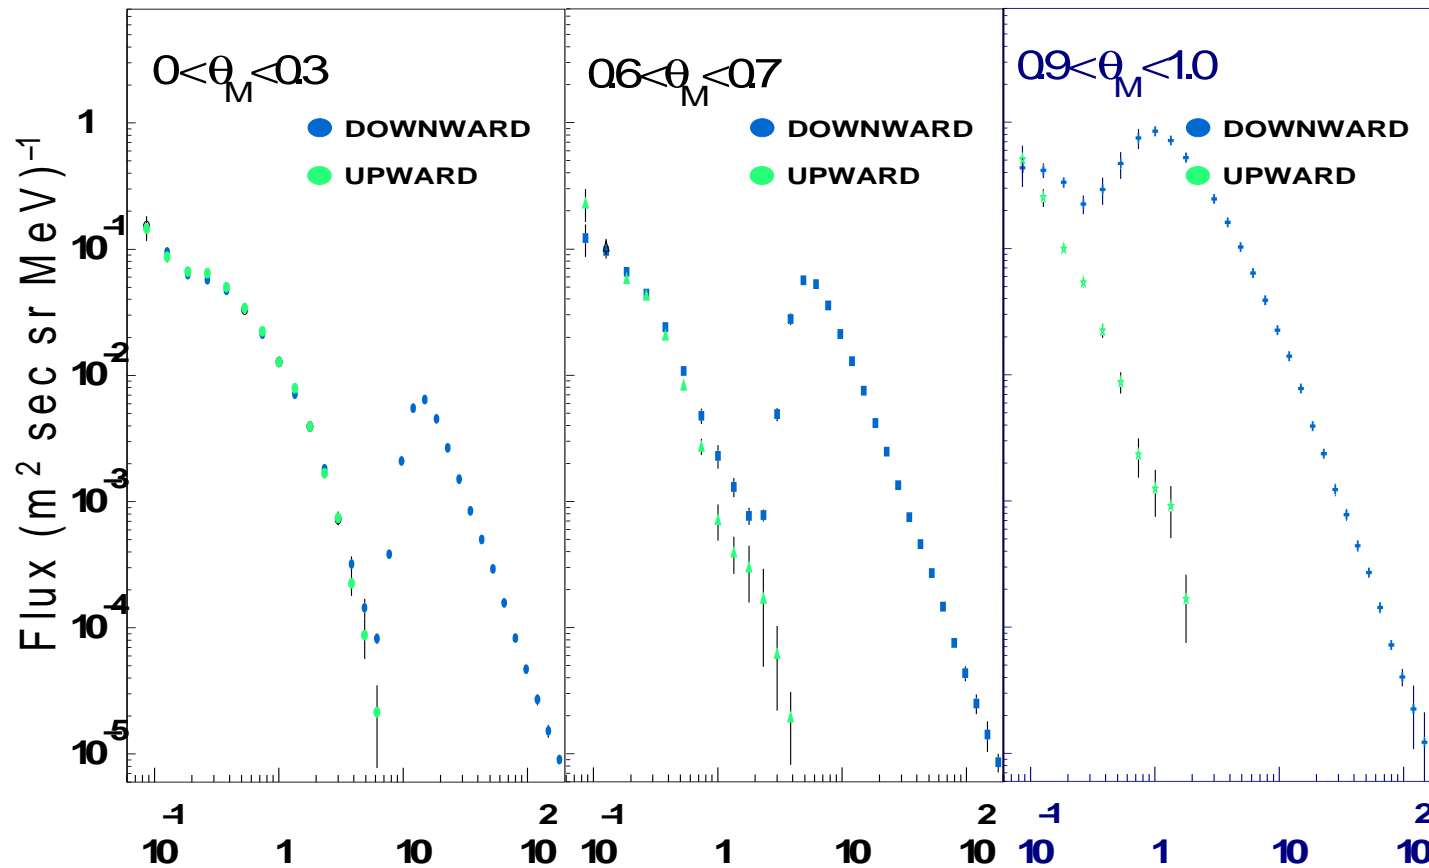 0<θM<0.3
0.6<θM<0.7
0.9<θM<1.0
DOWNWARD
UPWARD
DOWNWARD
UPWARD
DOWNWARD
UPWARD
Flux (m² sec sr MeV)⁻¹
1
10⁻¹
10⁻²
10⁻³
10⁻⁴
10⁻⁵
10⁻¹ 1 10 10²
10⁻¹ 1 10 10²
10⁻¹ 1 10 10²